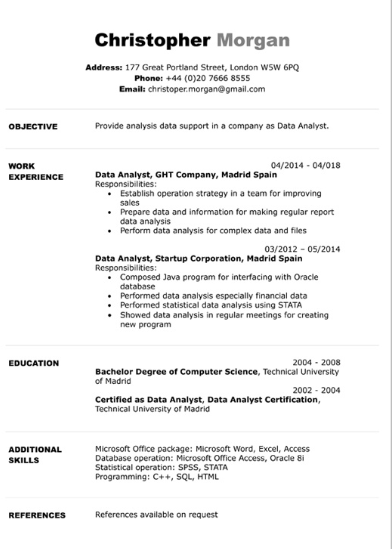 Christopher Morgan
Address: 177 Great Portland Street, London W5W 6PQ
Phone: +44 (0)20 7666 8555
Email: christoper.morgan@gmail.com
OBJECTIVE
Provide analysis data support in a company as Data Analyst.
WORK
EXPERIENCE
04/2014 - 04/018
Data Analyst, GHT Company, Madrid Spain
Responsibilities:
• Establish operation strategy in a team for improving
sales
• Prepare data and information for making regular report
data analysis
• Perform data analysis for complex data and files
03/2012 – 05/2014
Data Analyst, Startup Corporation, Madrid Spain
Responsibilities:
• Composed Java program for interfacing with Oracle
database
• Performed data analysis especially financial data
• Performed statistical data analysis using STATA
• Showed data analysis in regular meetings for creating
new program
EDUCATION
2004 - 2008
Bachelor Degree of Computer Science, Technical University
of Madrid
2002 - 2004
Certified as Data Analyst, Data Analyst Certification,
Technical University of Madrid
ADDITIONAL
SKILLS
Microsoft Office package: Microsoft Word, Excel, Access
Database operation: Microsoft Office Access, Oracle 8i
Statistical operation: SPSS, STATA
Programming: C++, SQL, HTML
REFERENCES
References available on request